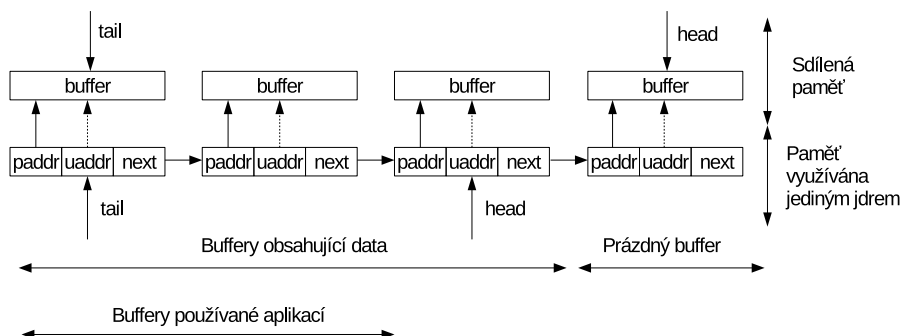 tail
head
buffer
buffer
buffer
buffer
Sdílená
paměť
paddr uaddr next
paddr uaddr next
paddr uaddr next
paddr uaddr next
Paměť
využívána
jediným jdrem
tail
head
Buffery obsahující data
Prázdný buffer
Buffery používané aplikací